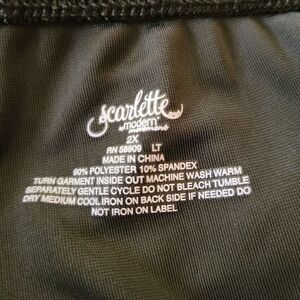 scarlette
by modern
movement
2X
RN 58909 LT
MADE IN CHINA
90% POLYESTER 10% SPANDEX
TURN GARMENT INSIDE OUT MACHINE WASH WARM
SEPARATELY GENTLE CYCLE DO NOT BLEACH TUMBLE
DRY MEDIUM COOL IRON ON BACK SIDE IF NEEDED DO
NOT IRON ON LABEL